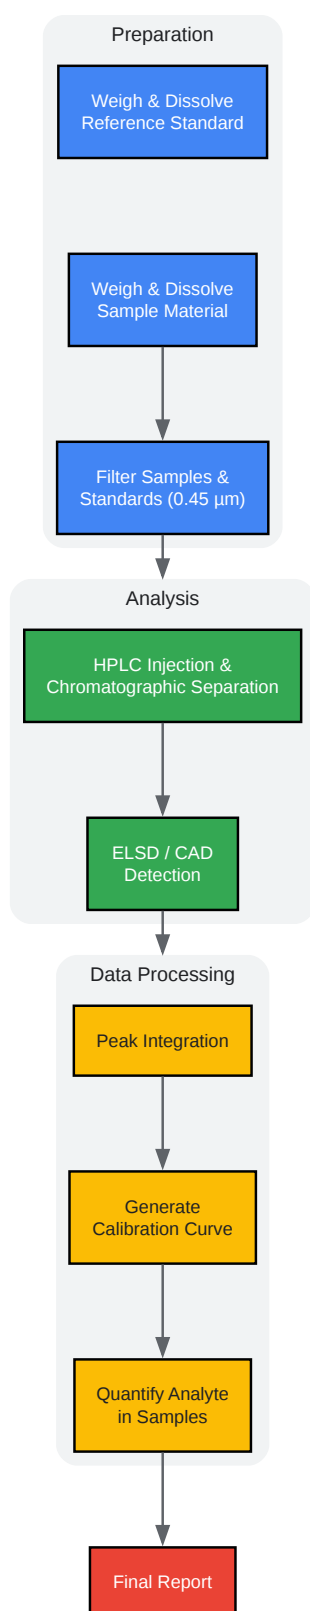 Preparation
Weigh & Dissolve
Reference Standard
Weigh & Dissolve
Sample Material
Filter Samples &
Standards (0.45 µm)
Analysis
HPLC Injection &
Chromatographic Separation
ELSD / CAD
Detection
Data Processing
Peak Integration
Generate
Calibration Curve
Quantify Analyte
in Samples
Final Report